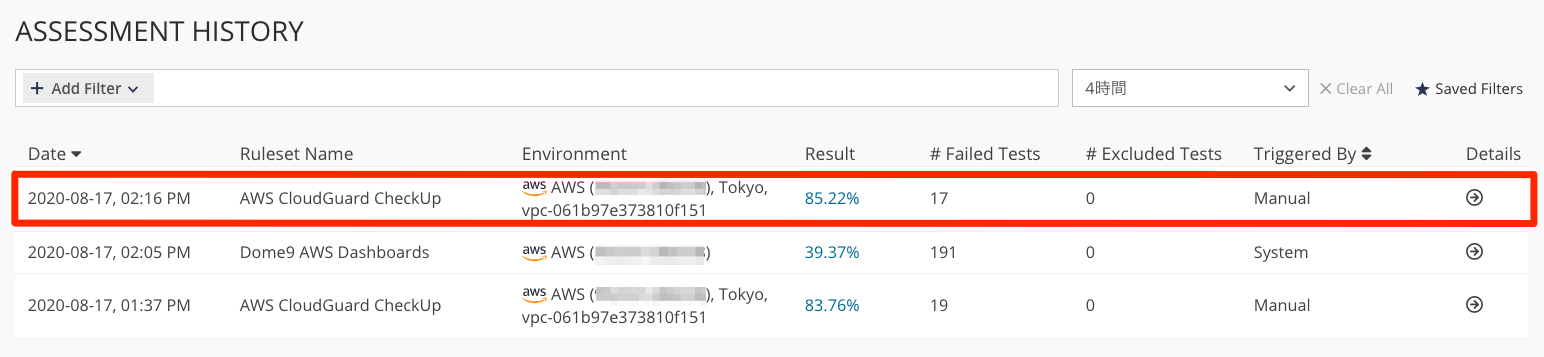 ASSESSMENT HISTORY
+ Add Filter 4時間 Clear All Saved Filters
Date Ruleset Name Environment Result # Failed Tests # Excluded Tests Triggered By Details
2020-08-17, 02:16 PM AWS CloudGuard CheckUp aws AWS ( ), Tokyo, vpc-061b97e373810f151 85.22% 17 0 Manual
2020-08-17, 02:05 PM Dome9 AWS Dashboards aws AWS ( ) 39.37% 191 0 System
2020-08-17, 01:37 PM AWS CloudGuard CheckUp aws AWS ( ), Tokyo, vpc-061b97e373810f151 83.76% 19 0 Manual